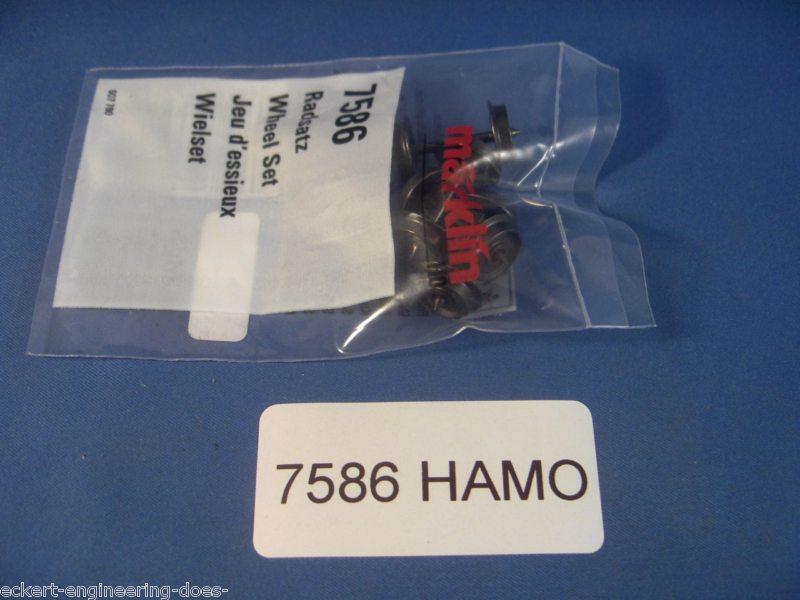 7586
Radsatz
Wheel Set
Jeu d'essieux
Wielset
märklin
7586 HAMO
eckert-engineering-does-